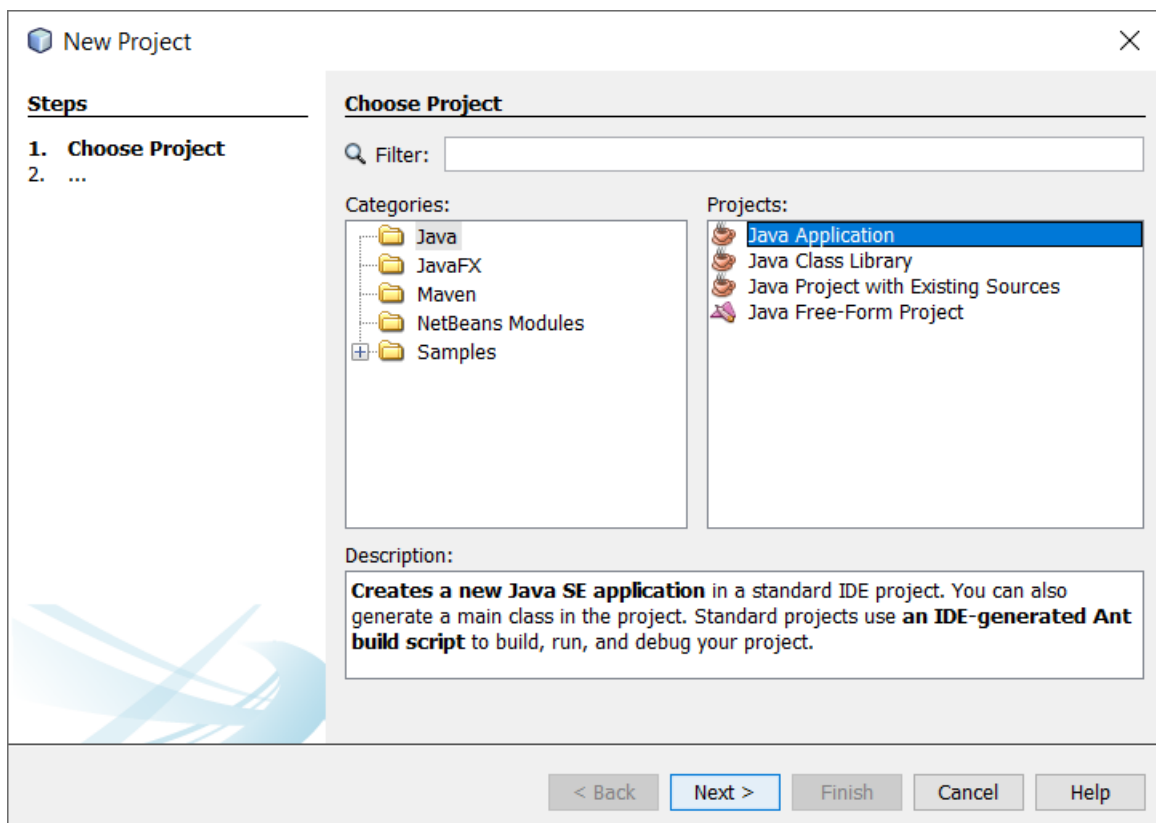 New Project
Steps
1. Choose Project
2. ...
Choose Project
Filter:
Categories:
Java
JavaFX
Maven
NetBeans Modules
Samples
Projects:
Java Application
Java Class Library
Java Project with Existing Sources
Java Free-Form Project
Description:
Creates a new Java SE application in a standard IDE project. You can also
generate a main class in the project. Standard projects use an IDE-generated Ant
build script to build, run, and debug your project.
< Back Next > Finish Cancel Help